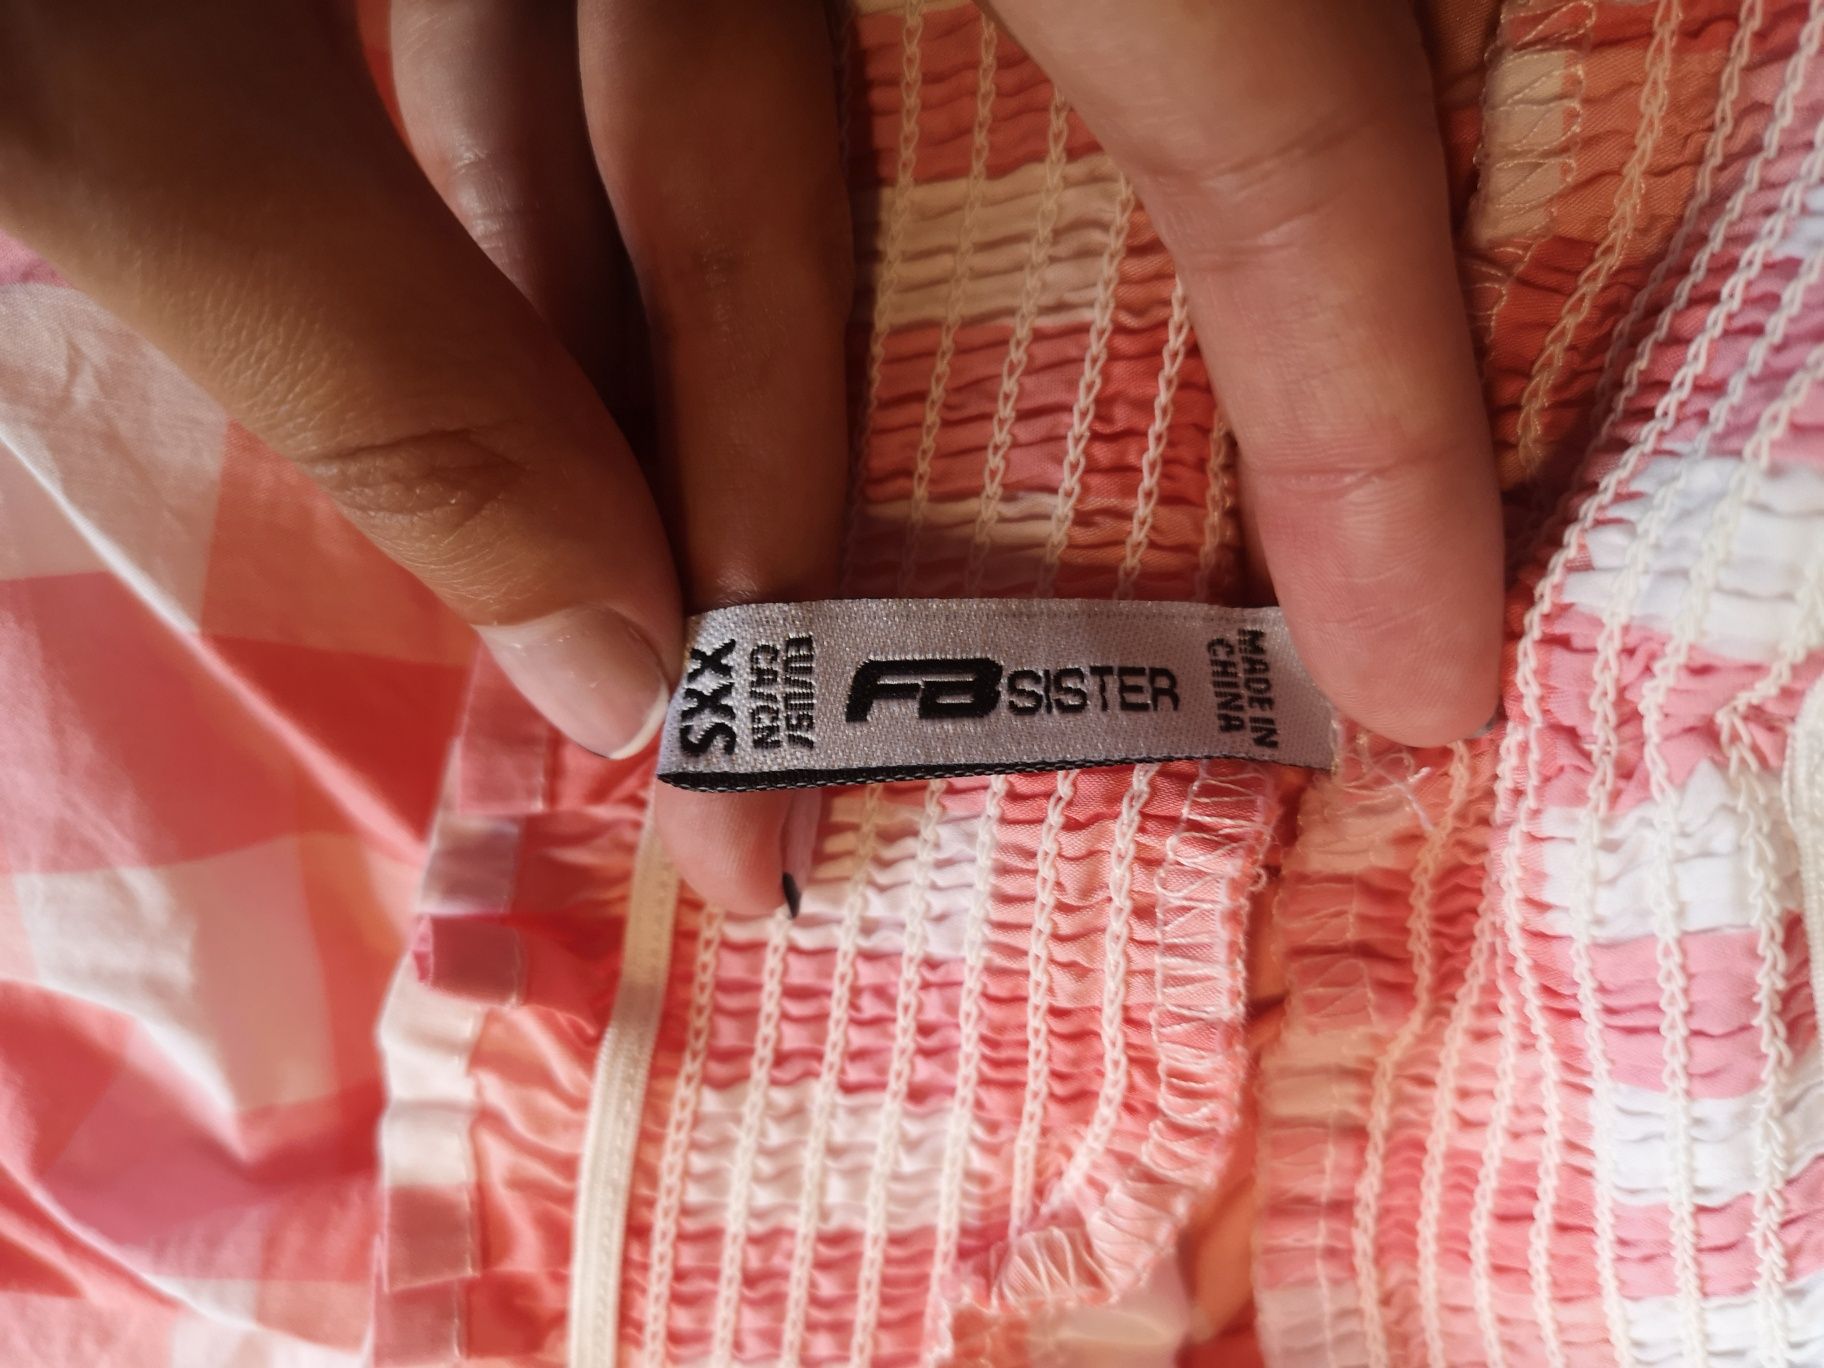 XXS
EU/US/
CA/CN
FB SISTER
MADE IN
CHINA